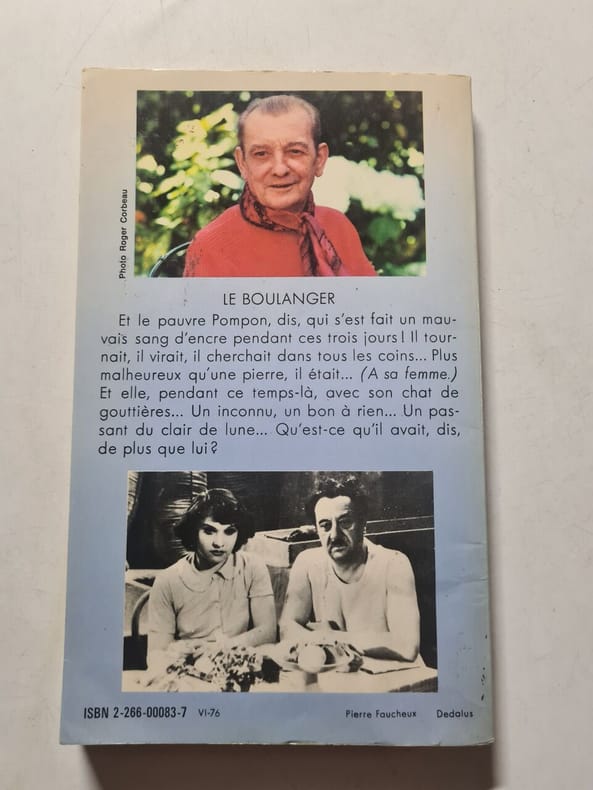 Photo Roger Corbeau
LE BOULANGER
Et le pauvre Pompon, dis, qui s'est fait un mau-
vais sang d'encre pendant ces trois jours! Il tour-
nait, il virait, il cherchait dans tous les coins... Plus
malheureux qu'une pierre, il était... (A sa femme.)
Et elle, pendant ce temps-là, avec son chat de
gouttières... Un inconnu, un bon à rien... Un pas-
sant du clair de lune... Qu'est-ce qu'il avait, dis,
de plus que lui?
ISBN 2-266-00083-7 VI-76 Pierre Faucheux Dedalus